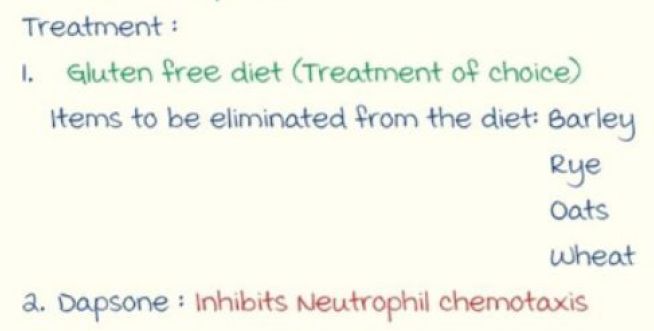 Treatment :
1. Gluten free diet (Treatment of choice)
Items to be eliminated from the diet: Barley
Rye
Oats
Wheat
2. Dapsone : Inhibits Neutrophil chemotaxis